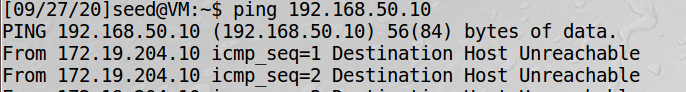 [09/27/20]seed@VM:~$ ping 192.168.50.10
PING 192.168.50.10 (192.168.50.10) 56(84) bytes of data.
From 172.19.204.10 icmp_seq=1 Destination Host Unreachable
From 172.19.204.10 icmp_seq=2 Destination Host Unreachable